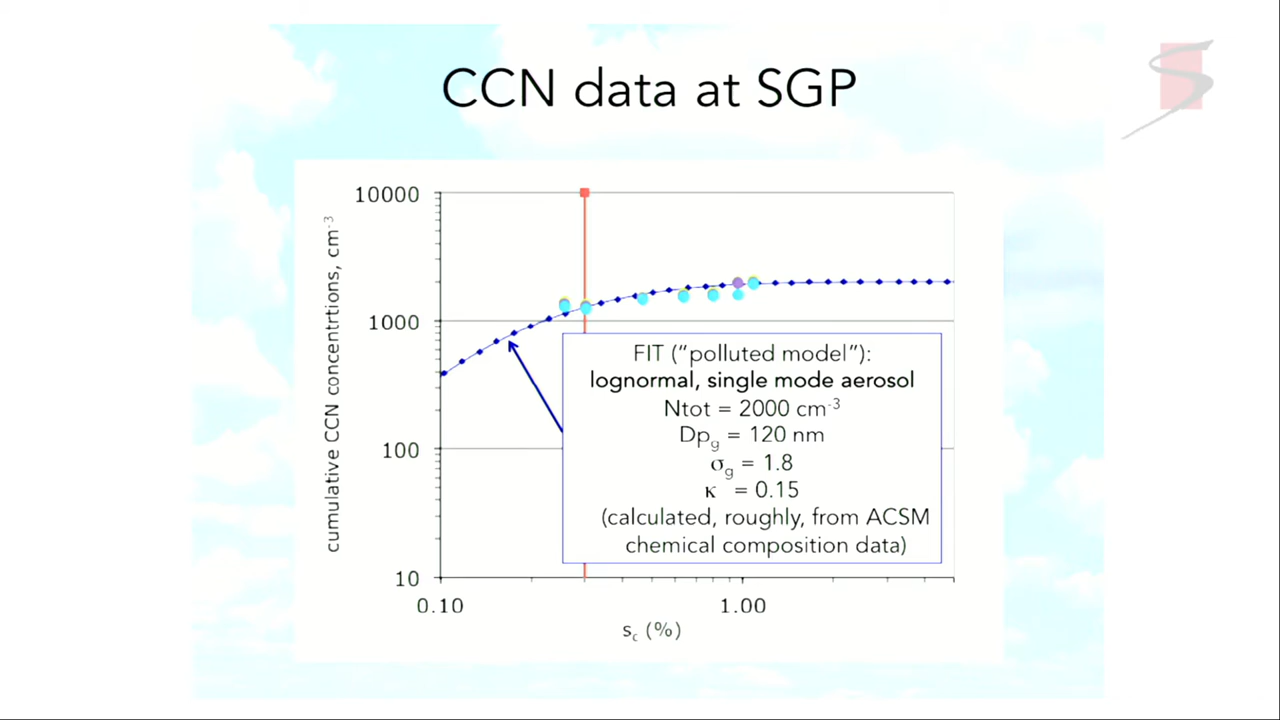 CCN data at SGP
10000
1000
100
10
cumulative CCN concentrtions, cm-3
0.10
1.00
sc (%)
FIT ("polluted model"):
lognormal, single mode aerosol
Ntot = 2000 cm-3
Dpg = 120 nm
σg = 1.8
κ = 0.15
(calculated, roughly, from ACSM
chemical composition data)